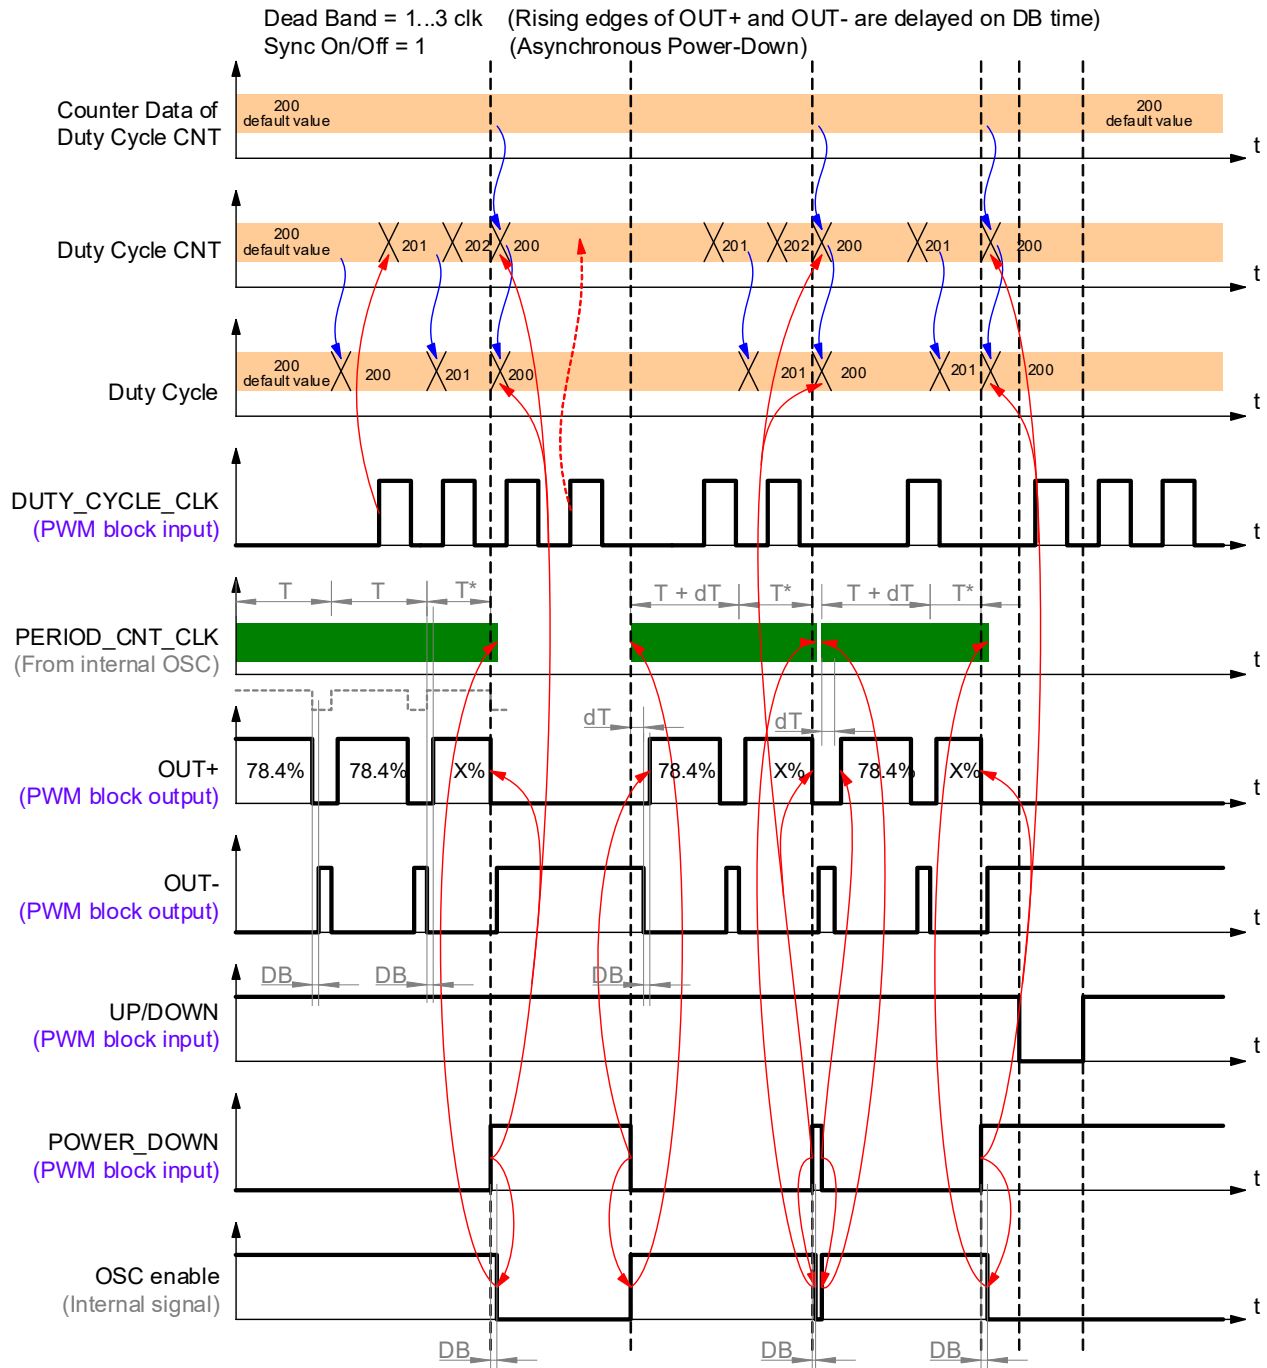 Dead Band = 1...3 clk (Rising edges of OUT+ and OUT- are delayed on DB time)
Sync On/Off = 1 (Asynchronous Power-Down)
Counter Data of
Duty Cycle CNT
200
default value
200
default value
t
Duty Cycle CNT
200
default value
201
202
200
201
202
200
201
200
t
Duty Cycle
200
default value
200
201
200
201
200
201
200
t
DUTY_CYCLE_CLK
(PWM block input)
t
T
T
T*
T + dT
T*
T + dT
T*
PERIOD_CNT_CLK
(From internal OSC)
t
dT
dT
OUT+
(PWM block output)
78.4%
78.4%
X%
78.4%
X%
78.4%
X%
t
OUT-
(PWM block output)
t
DB
DB
DB
UP/DOWN
(PWM block input)
t
POWER_DOWN
(PWM block input)
t
OSC enable
(Internal signal)
t
DB
DB
DB